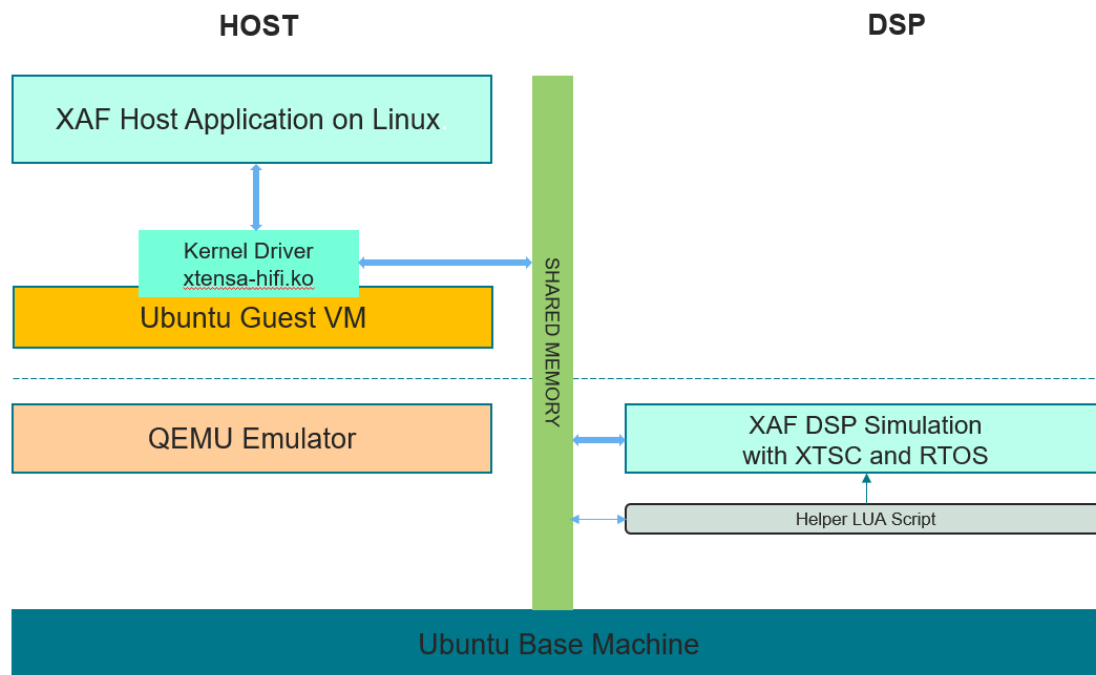 HOST
DSP
XAF Host Application on Linux
Kernel Driver
xtensa-hifi.ko
Ubuntu Guest VM
SHARED MEMORY
QEMU Emulator
XAF DSP Simulation
with XTSC and RTOS
Helper LUA Script
Ubuntu Base Machine